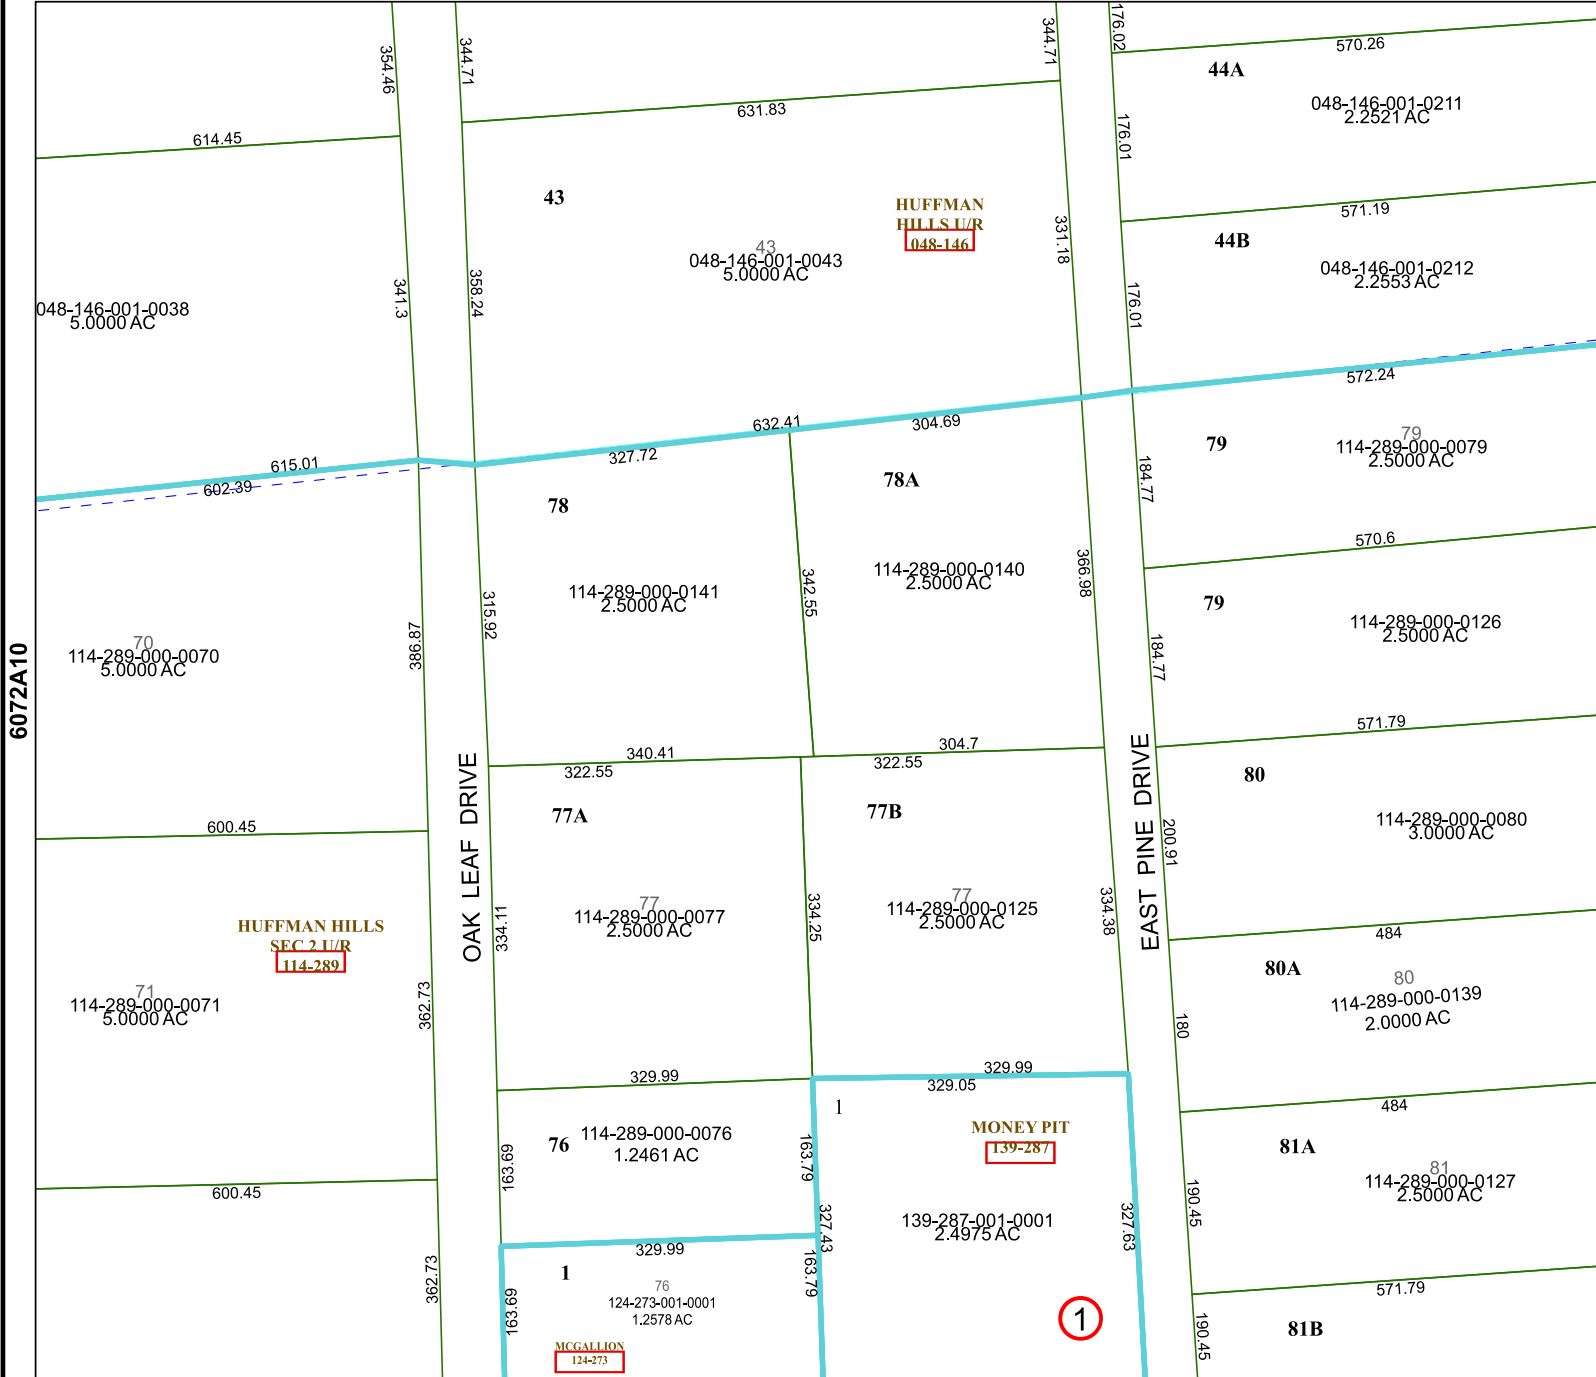 176.02
570.26
354.46
344.71
344.71
44A
048-146-001-0211
2.2521 AC
614.45
631.83
176.01
43
HUFFMAN
HILLS U/R
048-146
571.19
331.18
44B
43
048-146-001-0043
5.0000 AC
048-146-001-0212
2.2553 AC
341.3
358.24
176.01
048-146-001-0038
5.0000 AC
572.24
632.41
304.69
327.72
615.01
602.39
79
79
114-289-000-0079
2.5000 AC
184.77
78
78A
570.6
366.98
114-289-000-0140
2.5000 AC
114-289-000-0141
2.5000 AC
342.55
315.92
79
114-289-000-0126
2.5000 AC
386.87
70
114-289-000-0070
5.0000 AC
184.77
6072A10
571.79
340.41
304.7
322.55
322.55
OAK LEAF DRIVE
EAST PINE DRIVE
80
77A
77B
114-289-000-0080
3.0000 AC
600.45
200.91
77
114-289-000-0077
2.5000 AC
77
114-289-000-0125
2.5000 AC
334.11
334.25
334.38
HUFFMAN HILLS
SEC 2 U/R
114-289
484
80A
80
114-289-000-0139
2.0000 AC
71
114-289-000-0071
5.0000 AC
362.73
180
329.99
329.99
329.05
484
1
MONEY PIT
139-287
76
114-289-000-0076
1.2461 AC
163.69
163.79
81A
81
114-289-000-0127
2.5000 AC
600.45
190.45
139-287-001-0001
2.4975 AC
327.43
327.63
329.99
1
163.79
362.73
76
124-273-001-0001
1.2578 AC
163.69
571.79
1
81B
190.45
MCGALLION
124-273